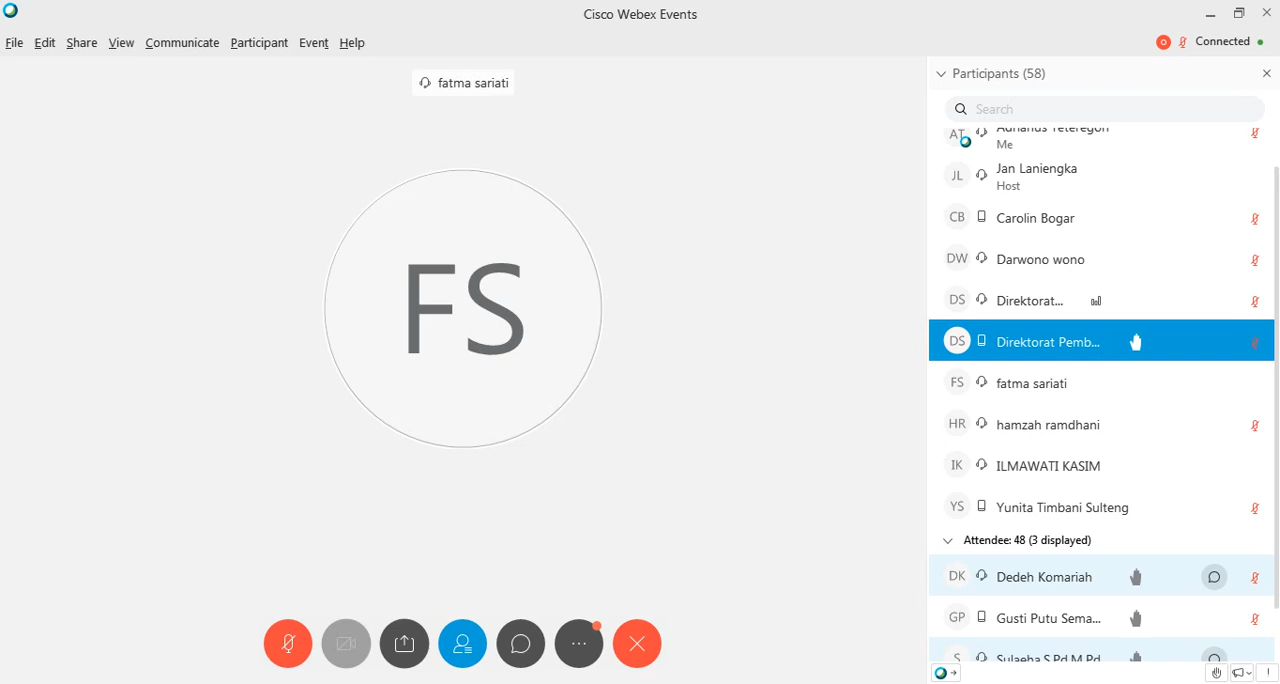 Cisco Webex Events
File Edit Share View Communicate Participant Event Help
Connected
fatma sariati
FS
Participants (58)
Search
AT
Me
JL Jan Laniengka
Host
CB Carolin Bogar
DW Darwono wono
DS Direktorat...
DS Direktorat Pemb...
FS fatma sariati
HR hamzah ramdhani
IK ILMAWATI KASIM
YS Yunita Timbani Sulteng
Attendee: 48 (3 displayed)
DK Dedeh Komariah
GP Gusti Putu Sema...
S Sulaeha S.Pd M.Pd